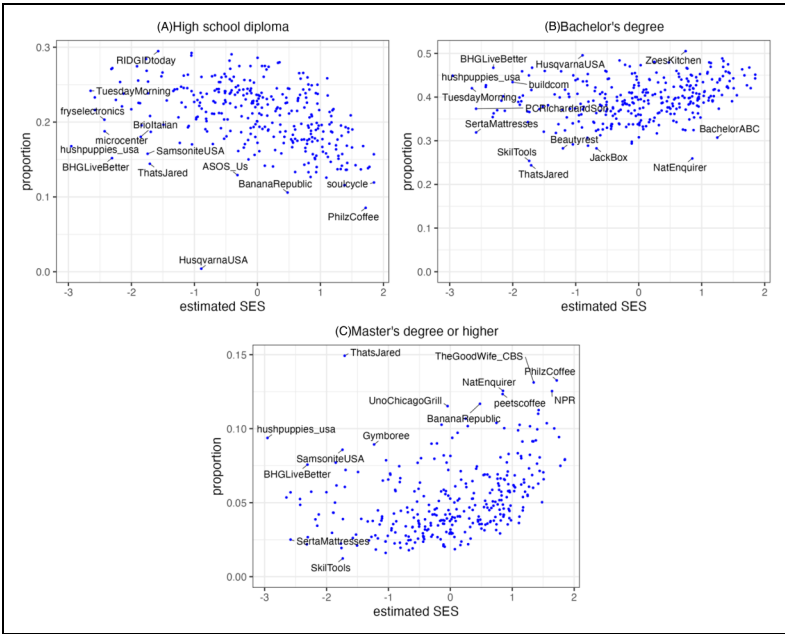 (A)High school diploma
0.3
0.2
0.1
0.0
proportion
RIDGIDtoday
TuesdayMorning
fryselectronics
BrioItalian
microcenter
hushpuppies_usa
SamsoniteUSA
BHGLiveBetter
ThatsJared
ASOS_Us
BananaRepublic
soulcycle
PhilzCoffee
HusqvarnaUSA
-3 -2 -1 0 1 2
estimated SES
(B)Bachelor's degree
0.5
0.4
0.3
0.2
0.1
0.0
proportion
BHGLiveBetter
HusqvarnaUSA
ZoesKitchen
hushpuppies_usa
buildcom
TuesdayMorning
PCRichardandSon
SertaMattresses
BachelorABC
Beautyrest
SkilTools
JackBox
NatEnquirer
ThatsJared
-3 -2 -1 0 1 2
estimated SES
(C)Master's degree or higher
0.15
0.10
0.05
0.00
proportion
ThatsJared
TheGoodWife_CBS
PhilzCoffee
NatEnquirer
UnoChicagoGrill
peetscoffee
NPR
BananaRepublic
hushpuppies_usa
Gymboree
SamsoniteUSA
BHGLiveBetter
SertaMattresses
SkilTools
-3 -2 -1 0 1 2
estimated SES